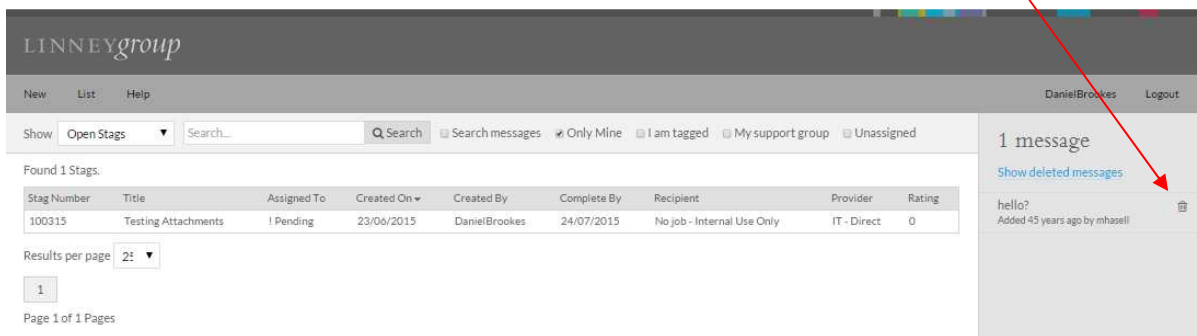 LINNEYgroup
New List Help DanielBrookes Logout
Show Open Stags Search... Search Search messages Only Mine I am tagged My support group Unassigned
Found 1 Stags.
Stag Number Title Assigned To Created On Created By Complete By Recipient Provider Rating
100315 Testing Attachments ! Pending 23/06/2015 DanielBrookes 24/07/2015 No job - Internal Use Only IT - Direct 0
Results per page
1
Page 1 of 1 Pages
1 message
Show deleted messages
hello?
Added 45 years ago by mhasell